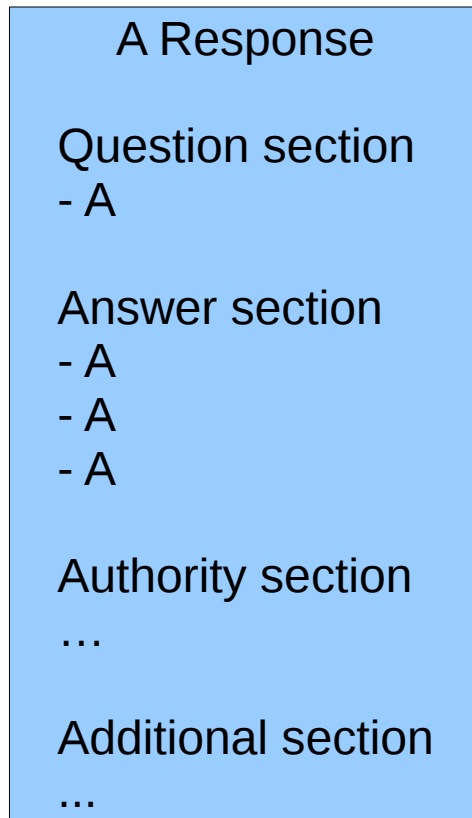 A Response
Question section
- A
Answer section
- A
- A
- A
Authority section
…
Additional section
...